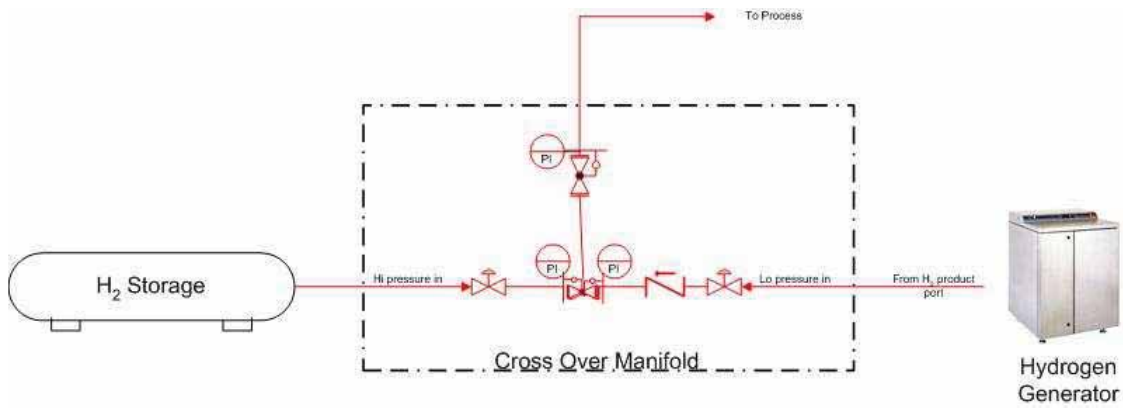 To Process
PI
PI
PI
H₂ Storage
Hi pressure in
Lo pressure in
From H₂ product
port
Cross Over Manifold
Hydrogen
Generator